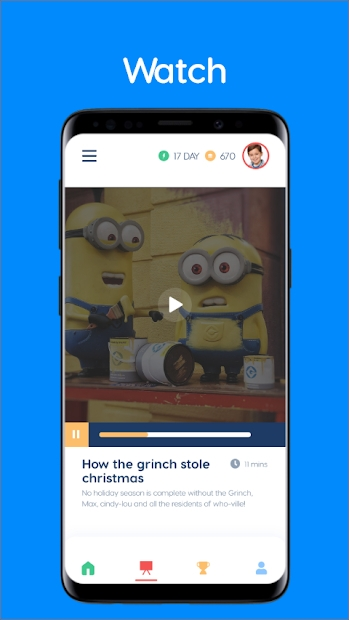 Watch
17 DAY 670
How the grinch stole
christmas
11 mins
No holiday season is complete without the Grinch,
Max, andy-lou and all the residents of who-ville!